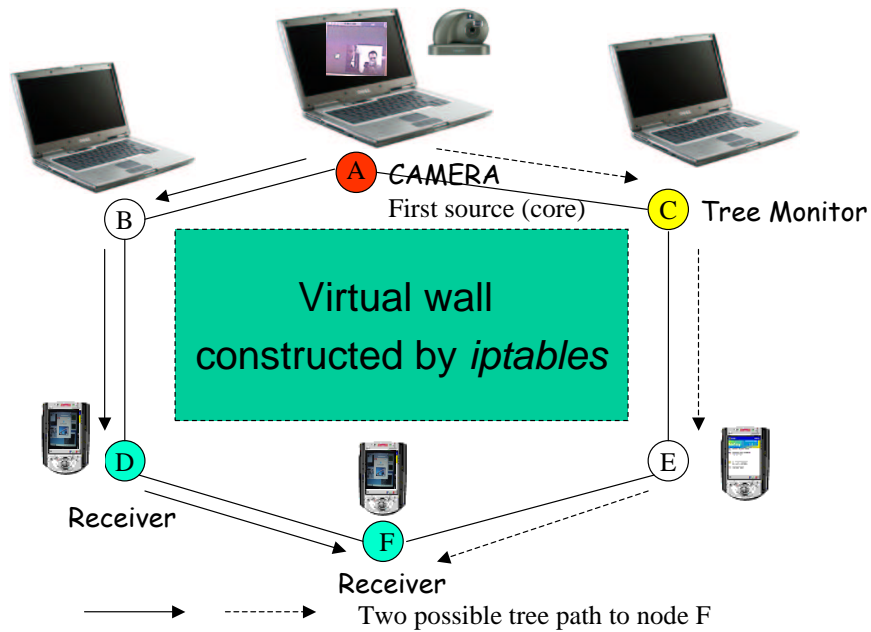 A
CAMERA
First source (core)
B
C
Tree Monitor
Virtual wall
constructed by iptables
D
E
Receiver
F
Receiver
Two possible tree path to node F